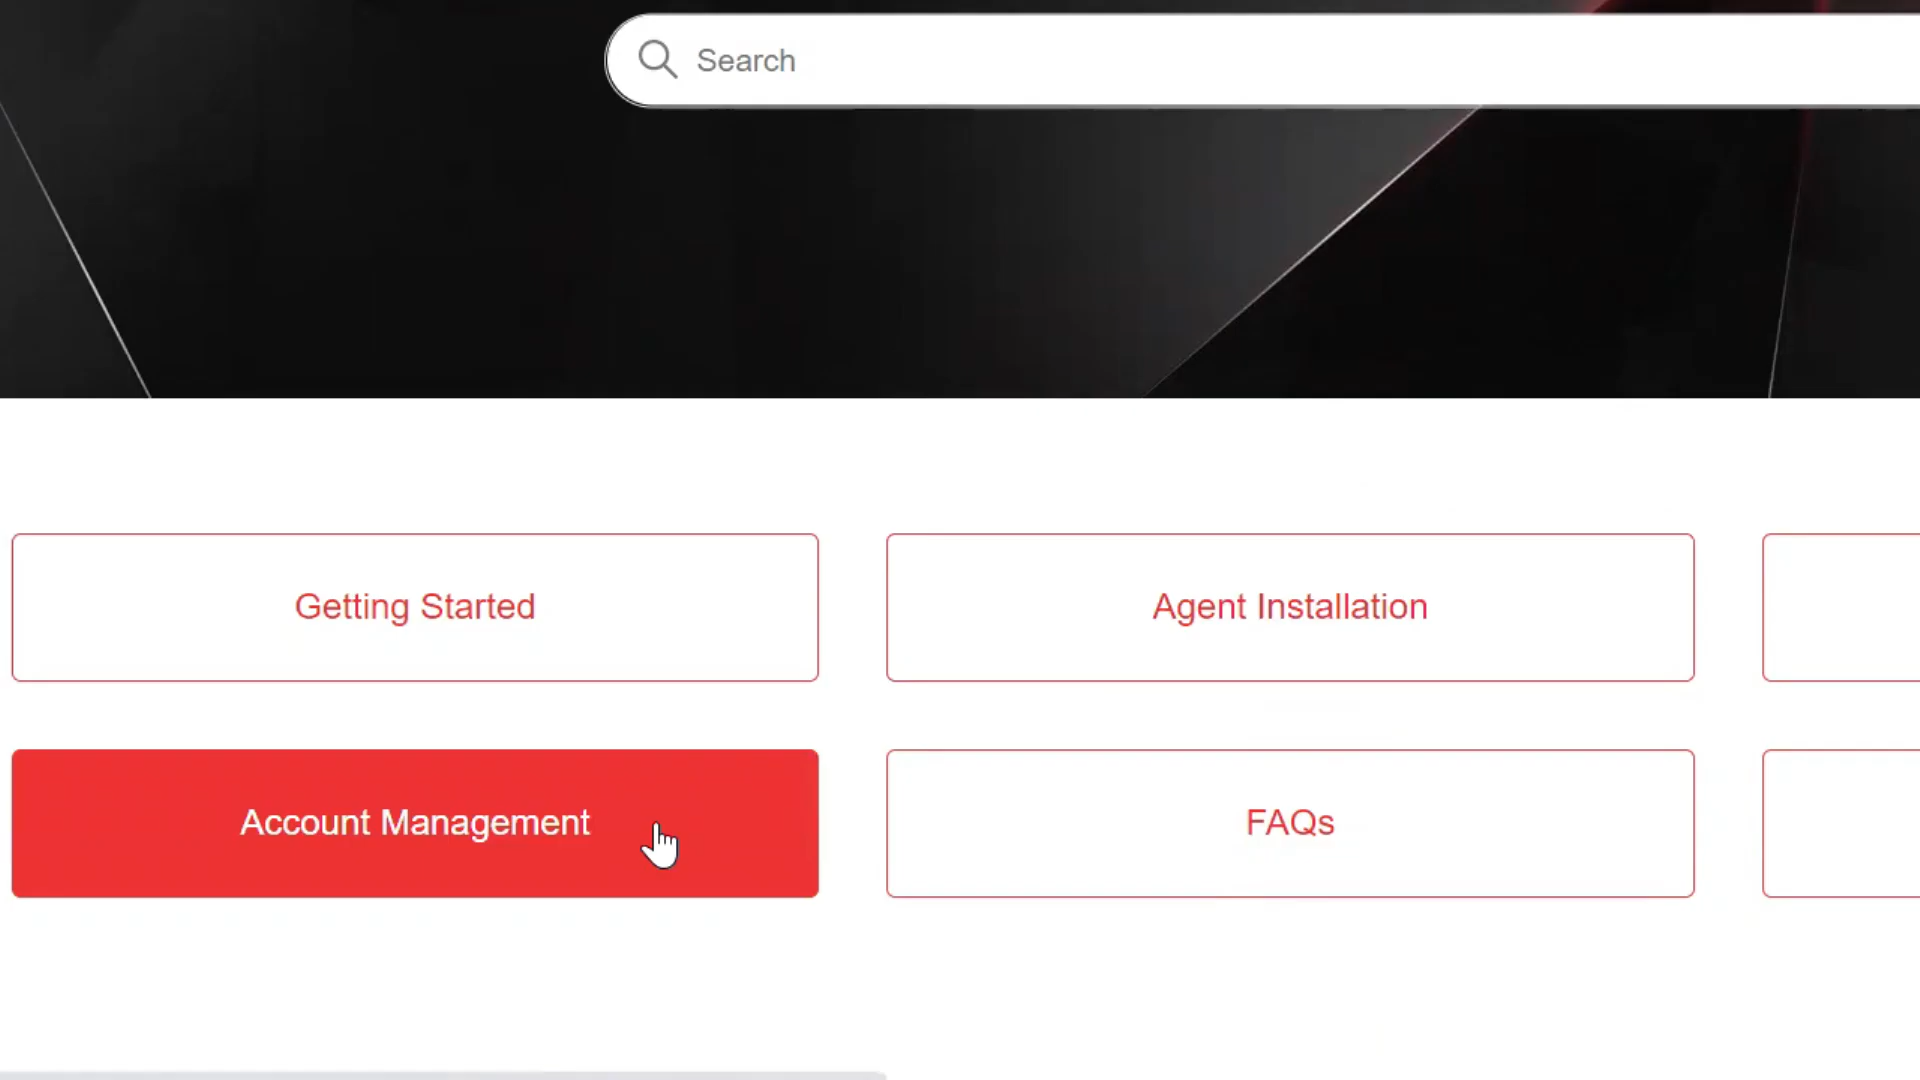 Search
Getting Started
Agent Installation
Account Management
FAQs